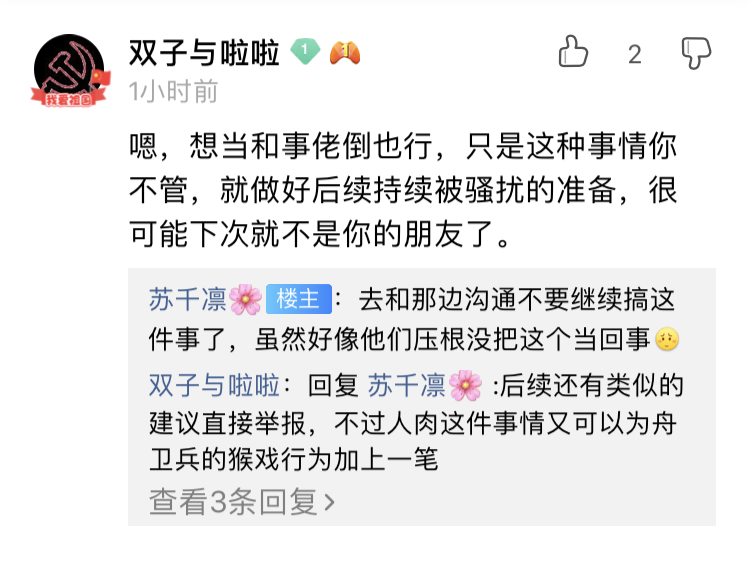 双子与啦啦 1 1
2
我爱祖国
1小时前
嗯，想当和事佬倒也行，只是这种事情你
不管，就做好后续持续被骚扰的准备，很
可能下次就不是你的朋友了。
苏千凛🌸 楼主：去和那边沟通不要继续搞这
件事了，虽然好像他们压根没把这个当回事😔
双子与啦啦：回复 苏千凛🌸 :后续还有类似的
建议直接举报，不过人肉这件事情又可以为舟
卫兵的猴戏行为加上一笔
查看3条回复>